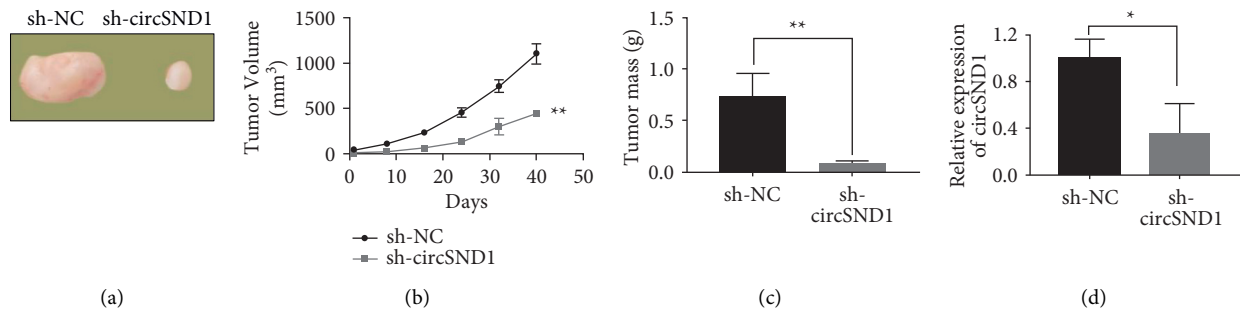 sh-NC sh-circSND1
Tumor Volume
(mm³)
1500
1000
500
0
0 10 20 30 40 50
Days
**
sh-NC
sh-circSND1
Tumor mass (g)
1.5
1.0
0.5
0.0
**
sh-NC
sh-
circSND1
Relative expression
of circSND1
1.2
0.8
0.4
0.0
*
sh-NC
sh-
circSND1
(a)
(b)
(c)
(d)